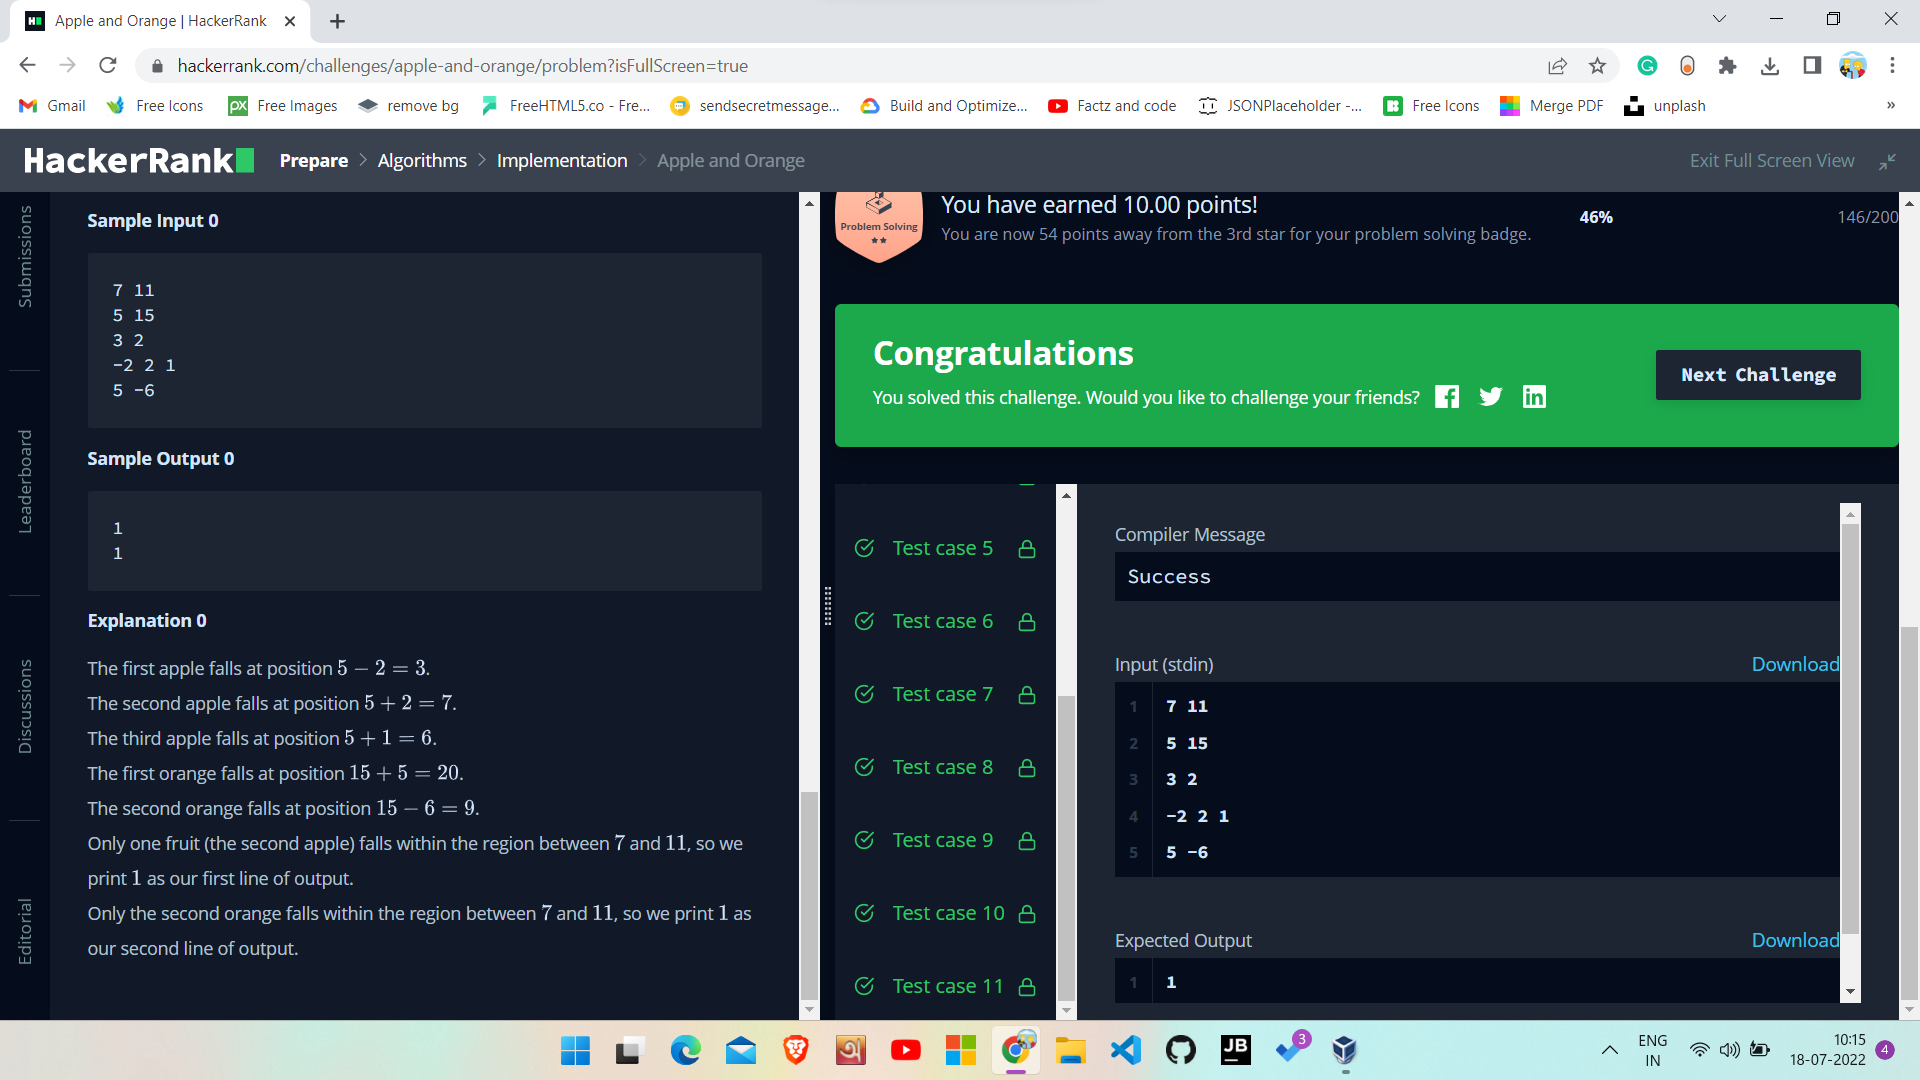 Apple and Orange | HackerRank
hackerrank.com/challenges/apple-and-orange/problem?isFullScreen=true
Gmail
Free Icons
Free Images
remove bg
FreeHTML5.co - Fre...
sendsecretmessage...
Build and Optimize...
Factz and code
JSONPlaceholder -...
Free Icons
Merge PDF
unplash
»
HackerRank
Prepare
Algorithms
Implementation
Apple and Orange
Exit Full Screen View
Submissions
Leaderboard
Discussions
Editorial
Sample Input 0
7 11
5 15
3 2
-2 2 1
5 -6
Sample Output 0
1
1
Explanation 0
The first apple falls at position 5 − 2 = 3.
The second apple falls at position 5 + 2 = 7.
The third apple falls at position 5 + 1 = 6.
The first orange falls at position 15 + 5 = 20.
The second orange falls at position 15 − 6 = 9.
Only one fruit (the second apple) falls within the region between 7 and 11, so we
print 1 as our first line of output.
Only the second orange falls within the region between 7 and 11, so we print 1 as
our second line of output.
Problem Solving
You have earned 10.00 points!
You are now 54 points away from the 3rd star for your problem solving badge.
46%
146/200
Congratulations
You solved this challenge. Would you like to challenge your friends?
Next Challenge
Test case 5
Test case 6
Test case 7
Test case 8
Test case 9
Test case 10
Test case 11
Compiler Message
Success
Input (stdin)
Download
1 7 11
2 5 15
3 3 2
4 -2 2 1
5 5 -6
Expected Output
Download
1 1
JB
3
ENG
IN
10:15
18-07-2022
4